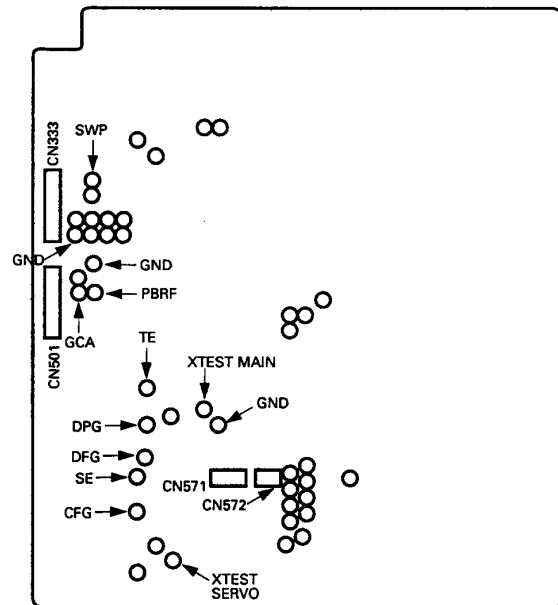 SWP
CN333
GND
GND
PBRF
GCA
CN501
TE
XTEST MAIN
GND
DPG
DFG
SE
CN571
CN572
CFG
XTEST
SERVO